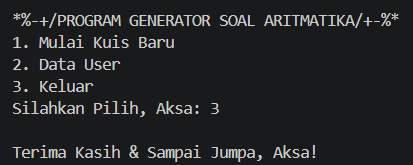 *%-+/PROGRAM GENERATOR SOAL ARITMATIKA/+-%*
1. Mulai Kuis Baru
2. Data User
3. Keluar
Silahkan Pilih, Aksa: 3
Terima Kasih & Sampai Jumpa, Aksa!